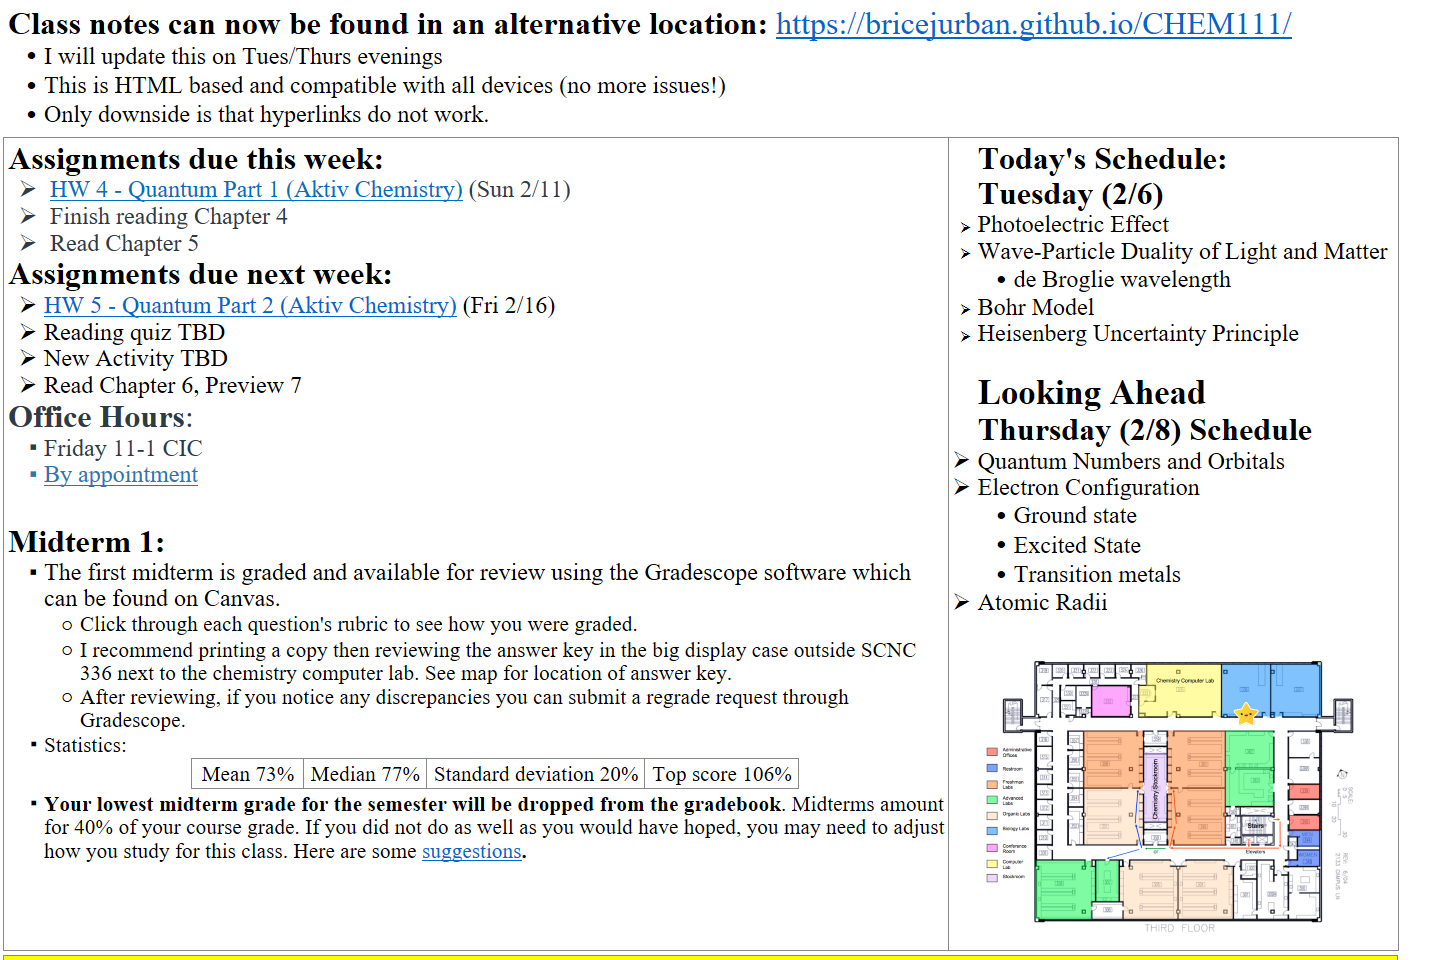 Class notes can now be found in an alternative location: https://bricejurban.github.io/CHEM111/
• I will update this on Tues/Thurs evenings
• This is HTML based and compatible with all devices (no more issues!)
• Only downside is that hyperlinks do not work.
Assignments due this week:
➢ HW 4 - Quantum Part 1 (Aktiv Chemistry) (Sun 2/11)
➢ Finish reading Chapter 4
➢ Read Chapter 5
Assignments due next week:
➢ HW 5 - Quantum Part 2 (Aktiv Chemistry) (Fri 2/16)
➢ Reading quiz TBD
➢ New Activity TBD
➢ Read Chapter 6, Preview 7
Office Hours:
▪ Friday 11-1 CIC
▪ By appointment
Midterm 1:
▪ The first midterm is graded and available for review using the Gradescope software which
can be found on Canvas.
○ Click through each question's rubric to see how you were graded.
○ I recommend printing a copy then reviewing the answer key in the big display case outside SCNC
336 next to the chemistry computer lab. See map for location of answer key.
○ After reviewing, if you notice any discrepancies you can submit a regrade request through
Gradescope.
▪ Statistics:
Mean 73% Median 77% Standard deviation 20% Top score 106%
▪ Your lowest midterm grade for the semester will be dropped from the gradebook. Midterms amount
for 40% of your course grade. If you did not do as well as you would have hoped, you may need to adjust
how you study for this class. Here are some suggestions.
Today's Schedule:
Tuesday (2/6)
➢ Photoelectric Effect
➢ Wave-Particle Duality of Light and Matter
• de Broglie wavelength
➢ Bohr Model
➢ Heisenberg Uncertainty Principle
Looking Ahead
Thursday (2/8) Schedule
➢ Quantum Numbers and Orbitals
➢ Electron Configuration
• Ground state
• Excited State
• Transition metals
➢ Atomic Radii
Chemistry Computer Lab
Chemistry Stockroom
Stairs
Elevators
or
MEN
WOMEN
Administrative
Offices
Restroom
Freshman
Labs
Advanced
Labs
Organic Labs
Biology Labs
Conference
Room
Computer
Lab
Stockroom
SCALE:
THIRD FLOOR